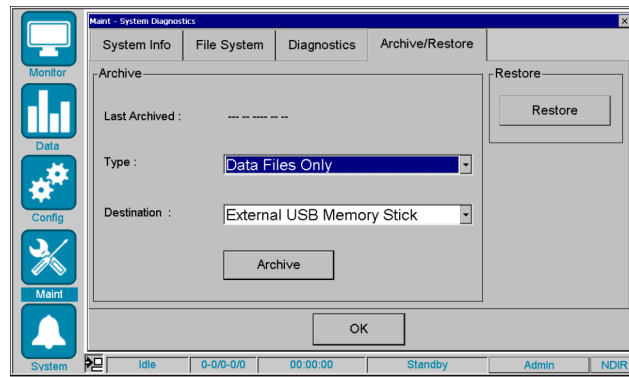 Maint - System Diagnostics
System Info File System Diagnostics Archive/Restore
Monitor
Archive
Restore
Last Archived : --- -- ---- -- --
Restore
Data
Type : Data Files Only
Destination : External USB Memory Stick
Config
Archive
Maint
OK
System
Idle 0-0/0-0/0 00:00:00 Standby Admin NDIR